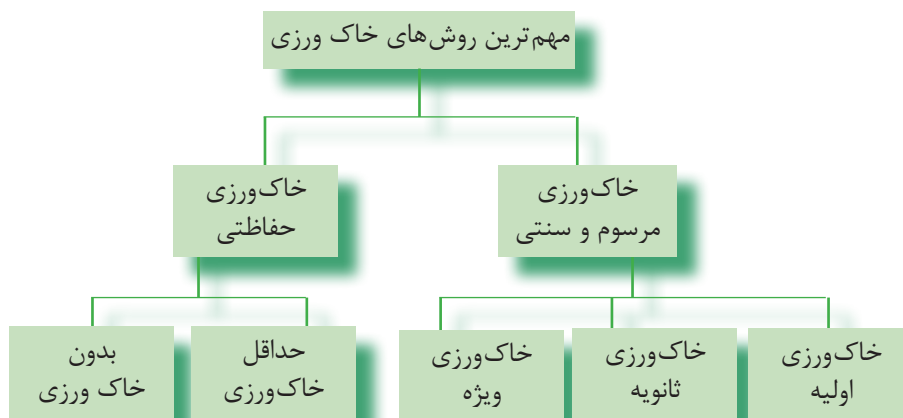 مهم‌ترین روش‌های خاک ورزی
خاک‌ورزی
مرسوم و سنتی
خاک‌ورزی
حفاظتی
خاک‌ورزی
اولیه
خاک‌ورزی
ثانویه
خاک‌ورزی
ویژه
حداقل
خاک‌ورزی
بدون
خاک ورزی